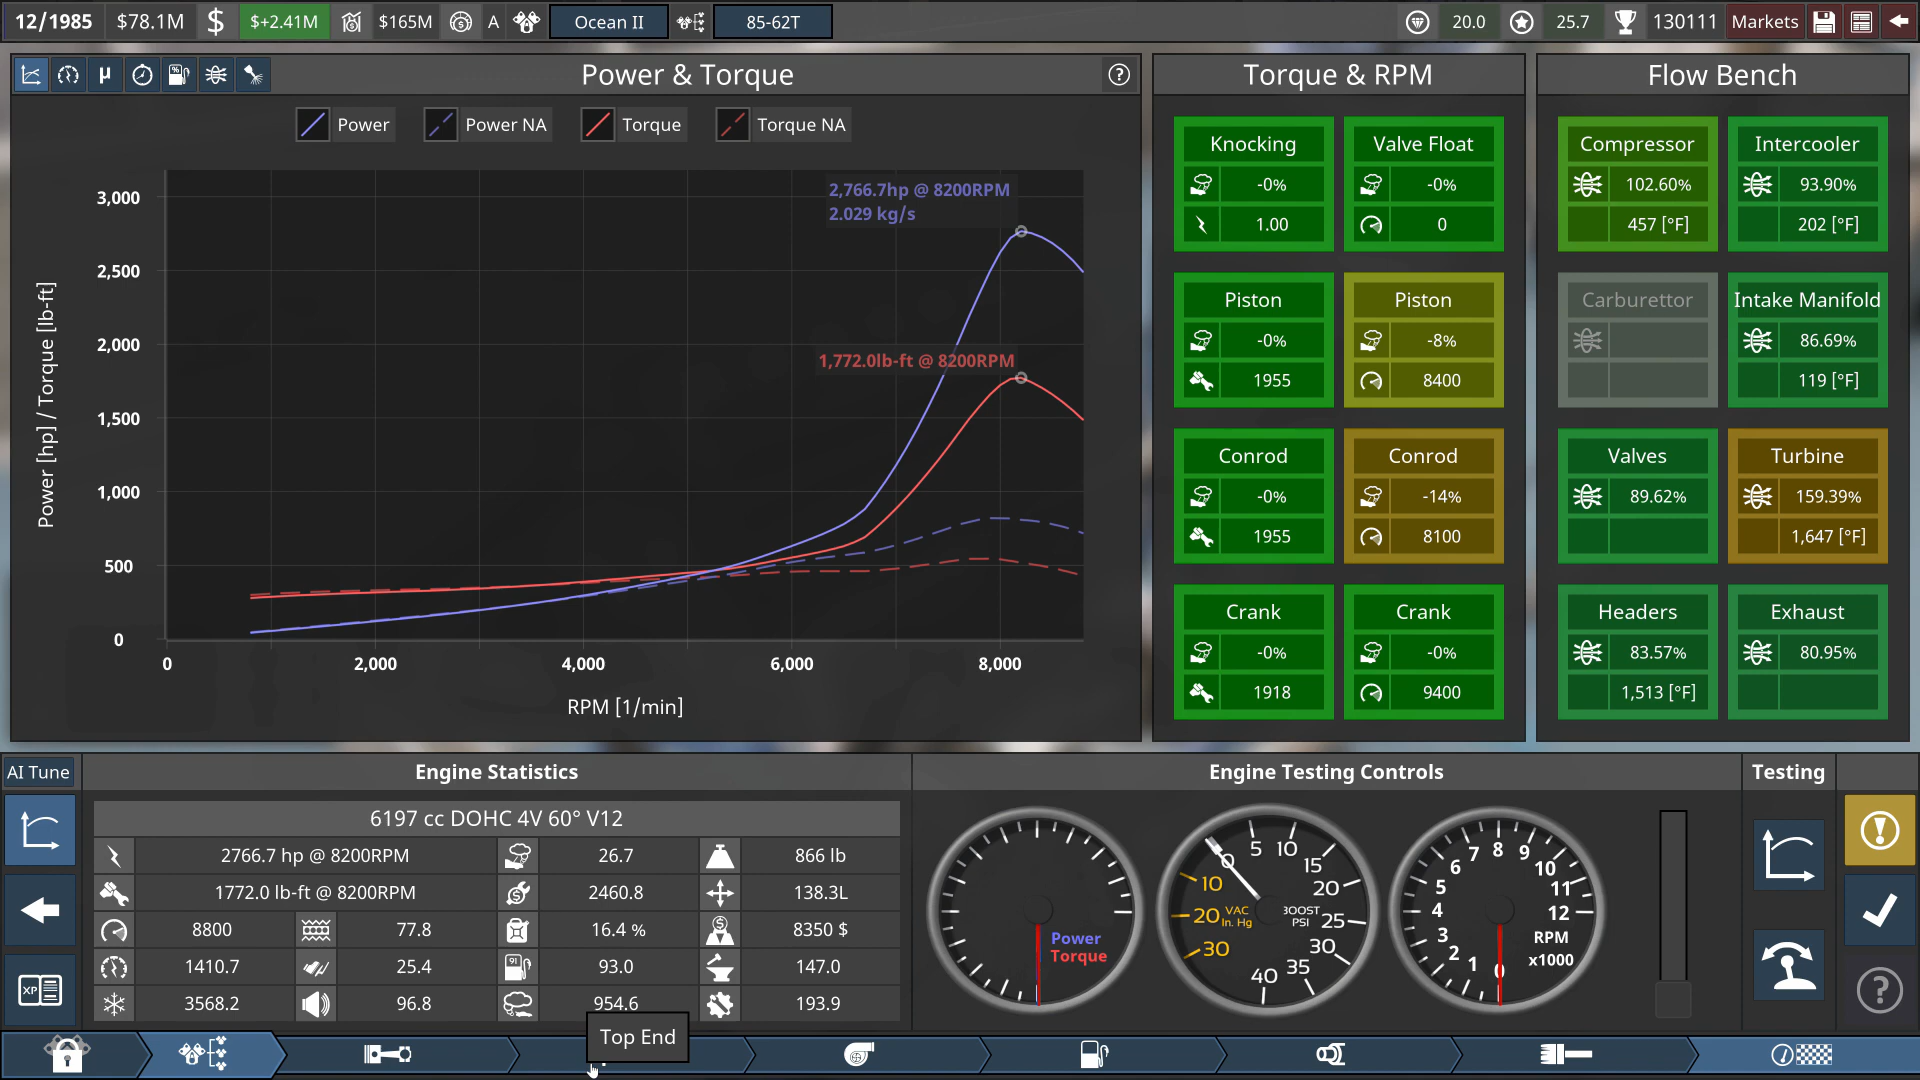 12/1985
$78.1M
$+2.41M
$165M
A
Ocean II
85-62T
20.0
25.7
130111
Markets
Power & Torque
Power
Power NA
Torque
Torque NA
Power [hp] / Torque [lb-ft]
3,000
2,500
2,000
1,500
1,000
500
0
2,766.7hp @ 8200RPM
2.029 kg/s
1,772.0lb-ft @ 8200RPM
0
2,000
4,000
6,000
8,000
RPM [1/min]
Torque & RPM
Knocking
-0%
1.00
Valve Float
-0%
0
Piston
-0%
1955
Piston
-8%
8400
Conrod
-0%
1955
Conrod
-14%
8100
Crank
-0%
1918
Crank
-0%
9400
Flow Bench
Compressor
102.60%
457 [°F]
Intercooler
93.90%
202 [°F]
Carburettor
Intake Manifold
86.69%
119 [°F]
Valves
89.62%
Turbine
159.39%
1,647 [°F]
Headers
83.57%
1,513 [°F]
Exhaust
80.95%
AI Tune
XP
Engine Statistics
6197 cc DOHC 4V 60° V12
2766.7 hp @ 8200RPM
26.7
866 lb
1772.0 lb-ft @ 8200RPM
2460.8
138.3L
8800
77.8
16.4 %
8350 $
1410.7
25.4
91
93.0
147.0
3568.2
96.8
954.6
193.9
Top End
Engine Testing Controls
Power
Torque
0
5
10
15
20
25
30
35
40
10
20
30
VAC
In. Hg
BOOST
PSI
0
1
2
3
4
5
6
7
8
9
10
11
12
RPM
x1000
Testing